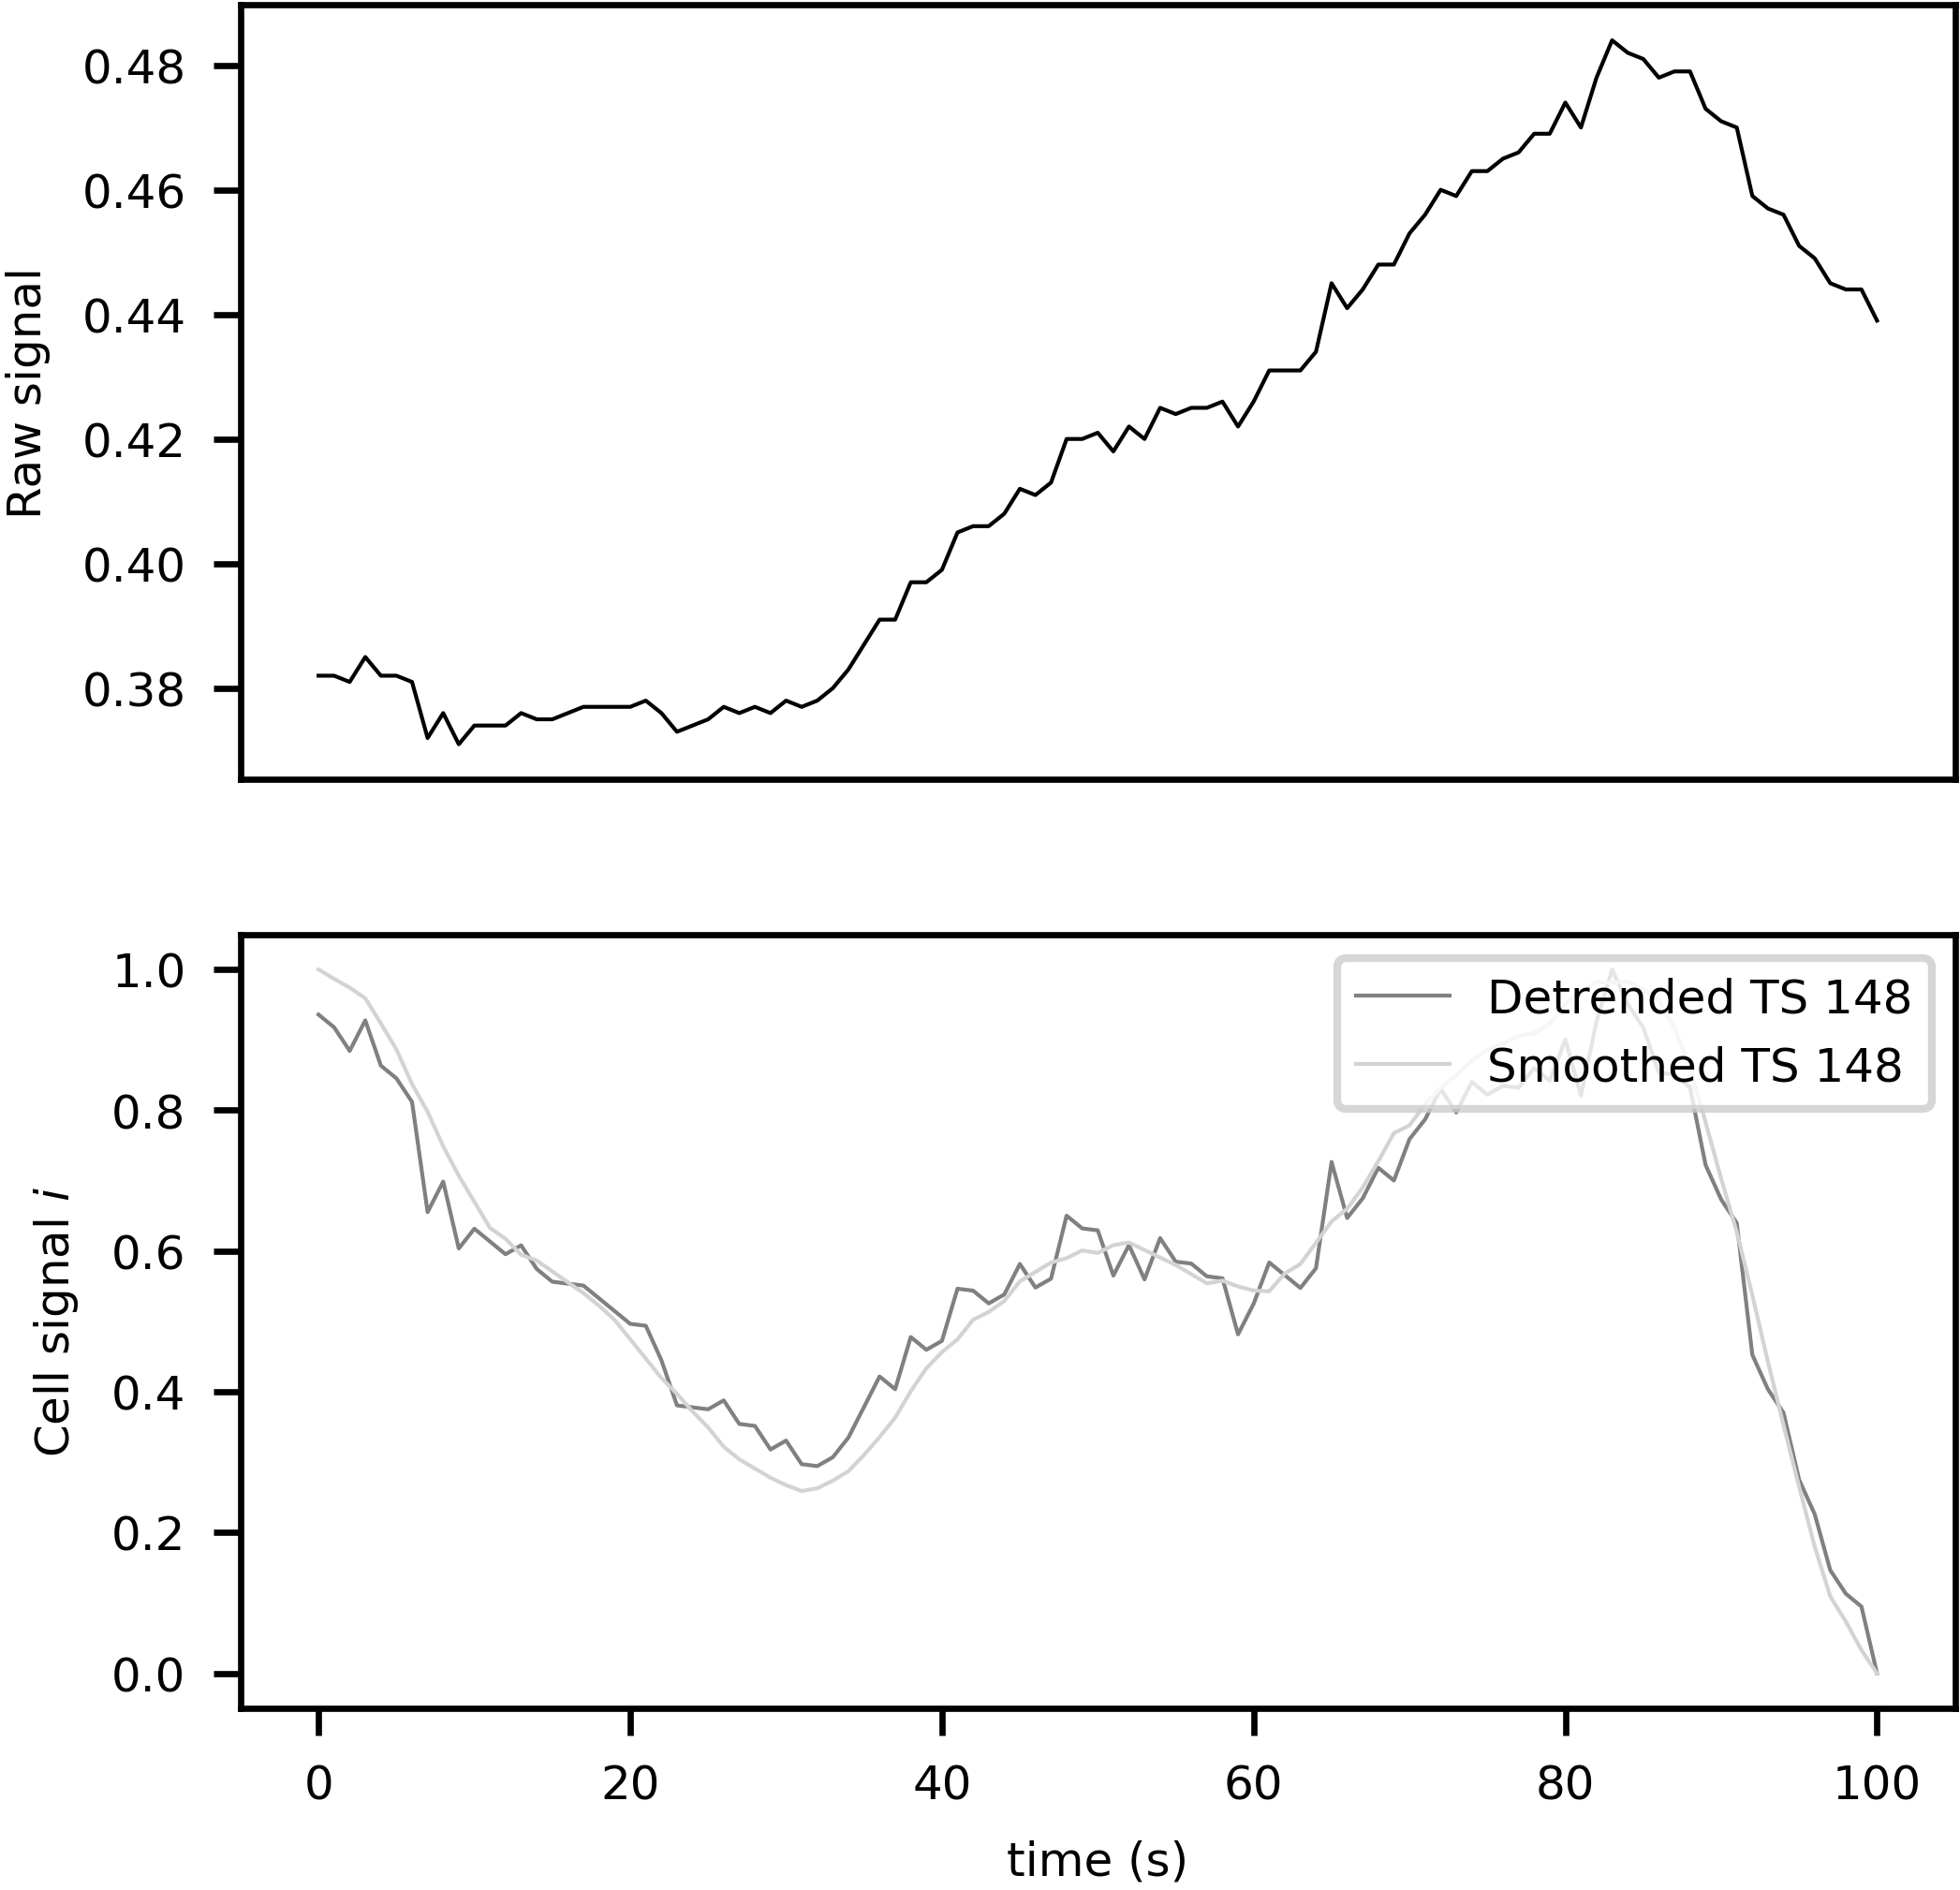 Raw signal
0.48
0.46
0.44
0.42
0.40
0.38
Cell signal i
1.0
0.8
0.6
0.4
0.2
0.0
Detrended TS 148
Smoothed TS 148
0 20 40 60 80 100
time (s)